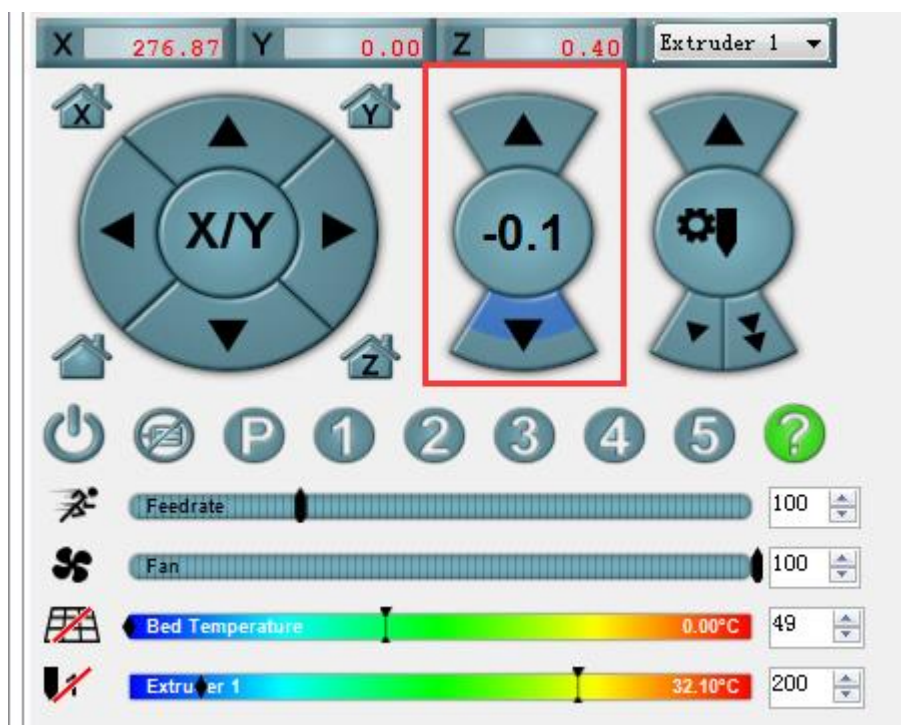 X 276.87 Y 0.00 Z 0.40 Extruder 1
X Y
X/Y -0.1
Z
P 1 2 3 4 5 ?
Feedrate 100
Fan 100
Bed Temperature 0.00°C 49
1 Extruder 1 32.10°C 200